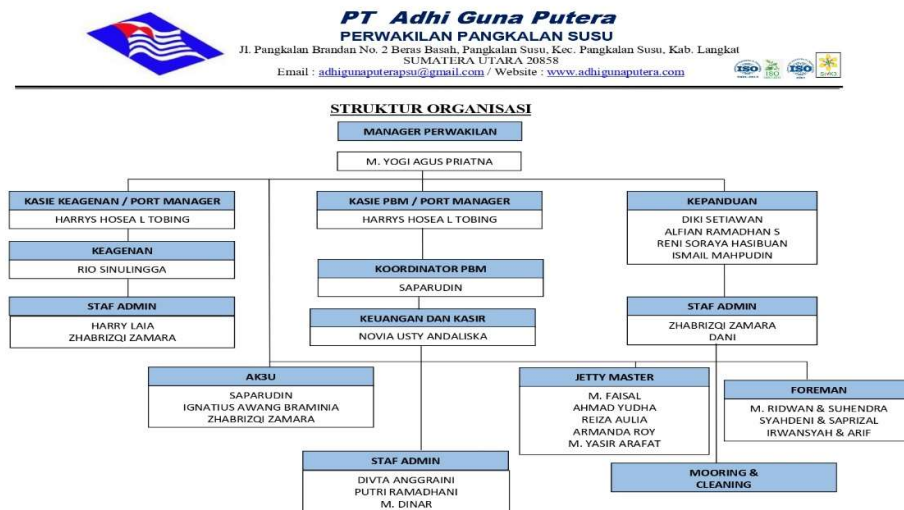 PT Adhi Guna Putera
PERWAKILAN PANGKALAN SUSU
Jl. Pangkalan Brandan No. 2 Beras Basah, Pangkalan Susu, Kec. Pangkalan Susu, Kab. Langkat
SUMATERA UTARA 20858
Email : adhigunaputerapsu@gmail.com / Website : www.adhigunaputera.com
ISO
ISO
ISO
STRUKTUR ORGANISASI
MANAGER PERWAKILAN
M. YOGI AGUS PRIATNA
KASIE KEAGENAN / PORT MANAGER
HARRYS HOSEA L TOBING
KEAGENAN
RIO SINULINGGA
STAF ADMIN
HARRY LAIA
ZHABRIZQI ZAMARA
KASIE PBM / PORT MANAGER
HARRYS HOSEA L TOBING
KOORDINATOR PBM
SAPARUDIN
KEUANGAN DAN KASIR
NOVIA USTY ANDALISKA
KEPANDUAN
DIKI SETIAWAN
ALFIAN RAMADHAN S
RENI SORAYA HASIBUAN
ISMAIL MAHPUDIN
STAF ADMIN
ZHABRIZQI ZAMARA
DANI
AK3U
SAPARUDIN
IGNATIUS AWANG BRAMINIA
ZHABRIZQI ZAMARA
JETTY MASTER
M. FAISAL
AHMAD YUDHA
REIZA AULIA
ARMANDA ROY
M. YASIR ARAFAT
FOREMAN
M. RIDWAN & SUHENDRA
SYAHDENI & SAPRIZAL
IRWANSYAH & ARIF
STAF ADMIN
DIVTA ANGGRAINI
PUTRI RAMADHANI
M. DINAR
MOORING &
CLEANING